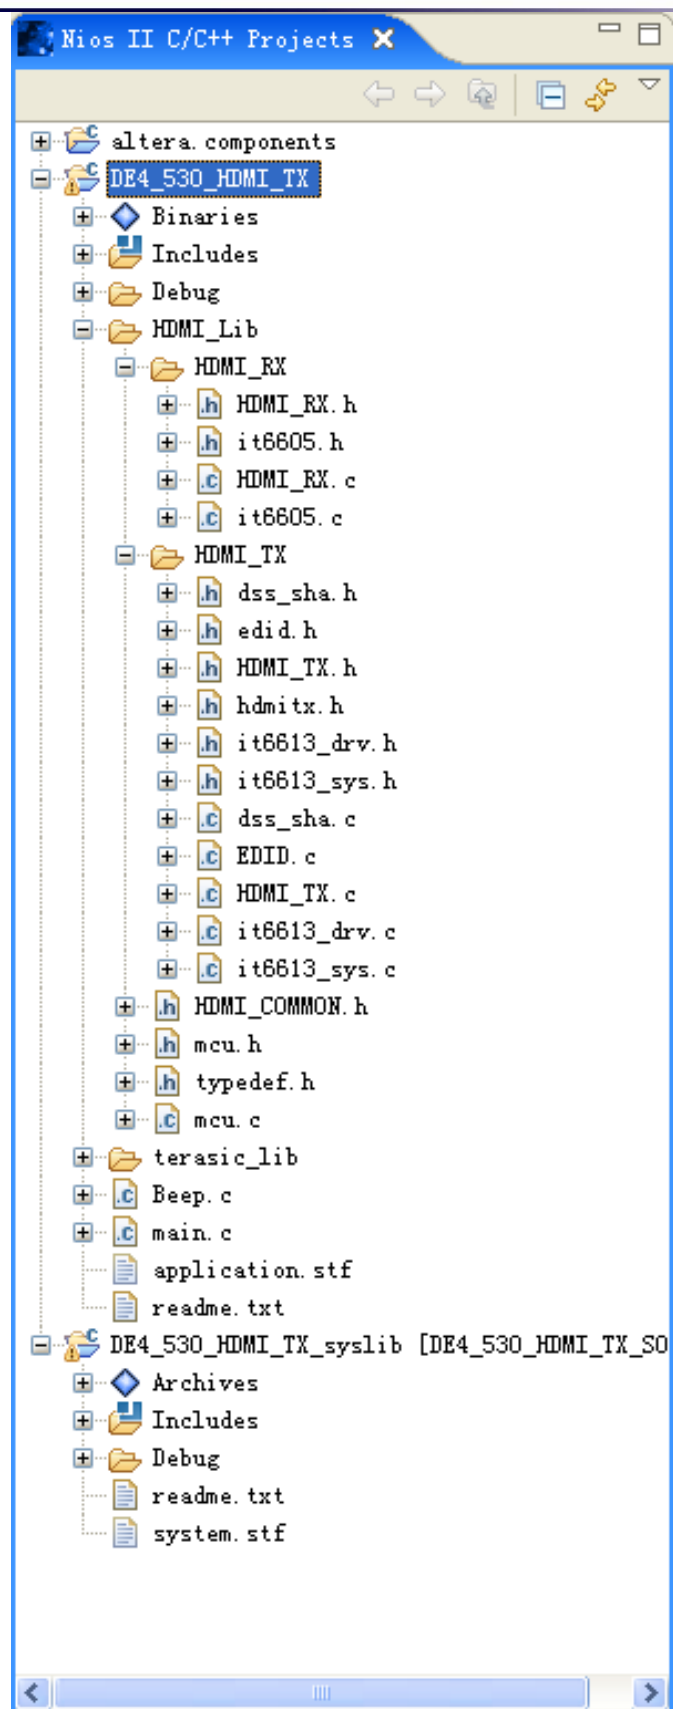 Nios II C/C++ Projects
altera.components
DE4_530_HDMI_TX
Binaries
Includes
Debug
HDMI_Lib
HDMI_RX
.h HDMI_RX.h
.h it6605.h
.c HDMI_RX.c
.c it6605.c
HDMI_TX
.h dss_sha.h
.h edid.h
.h HDMI_TX.h
.h hdmitx.h
.h it6613_drv.h
.h it6613_sys.h
.c dss_sha.c
.c EDID.c
.c HDMI_TX.c
.c it6613_drv.c
.c it6613_sys.c
.h HDMI_COMMON.h
.h mcu.h
.h typedef.h
.c mcu.c
terasic_lib
.c Beep.c
.c main.c
application.stf
readme.txt
DE4_530_HDMI_TX_syslib [DE4_530_HDMI_TX_SO
Archives
Includes
Debug
readme.txt
system.stf